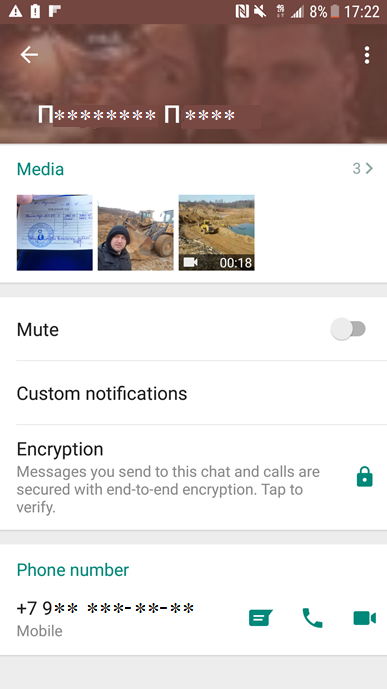 8% 17:22
П******** П ****
Media
3
00:18
Mute
Custom notifications
Encryption
Messages you send to this chat and calls are
secured with end-to-end encryption. Tap to
verify.
Phone number
+7 9** ***-**-**
Mobile